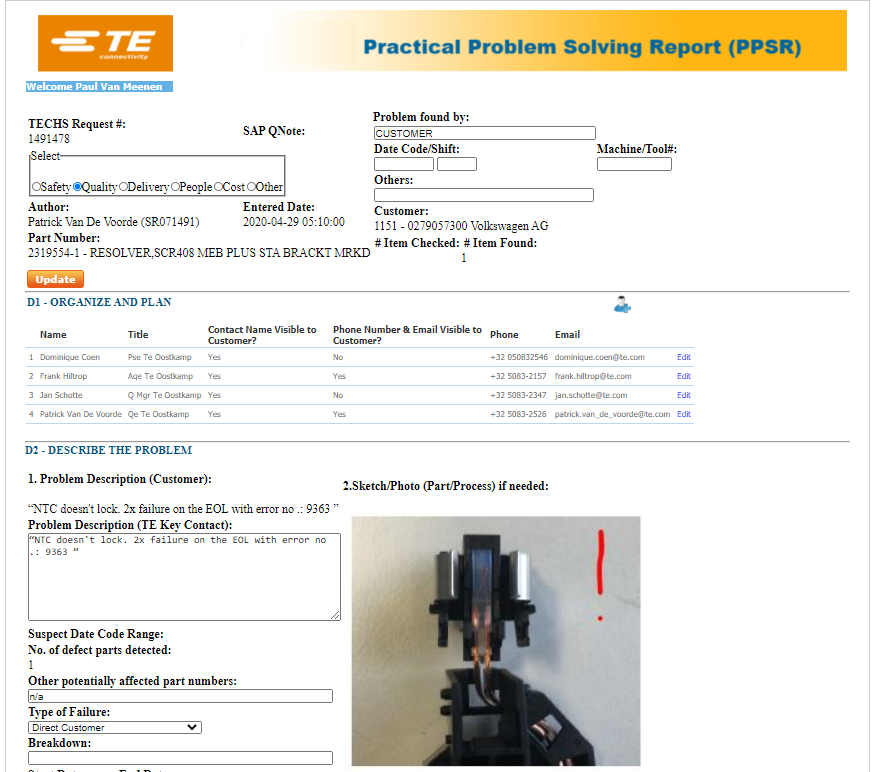 TE
connectivity
Practical Problem Solving Report (PPSR)
Welcome Paul Van Meenen
TECHS Request #:
1491478
SAP QNote:
Problem found by:
CUSTOMER
Date Code/Shift:
Machine/Tool#:
Select
Safety Quality Delivery People Cost Other
Others:
Author:
Patrick Van De Voorde (SR071491)
Entered Date:
2020-04-29 05:10:00
Customer:
1151 - 0279057300 Volkswagen AG
Part Number:
2319554-1 - RESOLVER,SCR408 MEB PLUS STA BRACKT MRKD
# Item Checked: # Item Found:
1
Update
D1 - ORGANIZE AND PLAN
Name Title Contact Name Visible to Customer? Phone Number & Email Visible to Customer? Phone Email
1 Dominique Coen Pse Te Oostkamp Yes No +32 050832546 dominique.coen@te.com Edit
2 Frank Hiltrop Aqe Te Oostkamp Yes Yes +32 5083-2157 frank.hiltrop@te.com Edit
3 Jan Schotte Q Mgr Te Oostkamp Yes No +32 5083-2347 jan.schotte@te.com Edit
4 Patrick Van De Voorde Qe Te Oostkamp Yes Yes +32 5083-2526 patrick.van_de_voorde@te.com Edit
D2 - DESCRIBE THE PROBLEM
1. Problem Description (Customer):
2.Sketch/Photo (Part/Process) if needed:
“NTC doesn't lock. 2x failure on the EOL with error no .: 9363 ”
Problem Description (TE Key Contact):
“NTC doesn't lock. 2x failure on the EOL with error no
.: 9363 ”
!
Suspect Date Code Range:
No. of defect parts detected:
1
Other potentially affected part numbers:
n/a
Type of Failure:
Direct Customer
Breakdown: